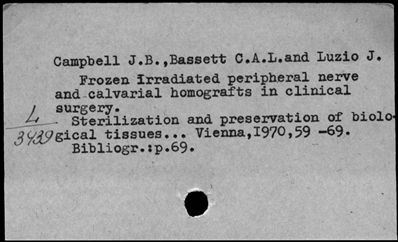 Campbell J.B.,Bassett C.A.L.and Luzio J.
Frozen Irradiated peripheral nerve
and calvarial homografts in clinical
surgery.
L
Sterilization and preservation of biolo-
3439
gical tissues... Vienna,1970,59 -69.
Bibliogr.:p.69.